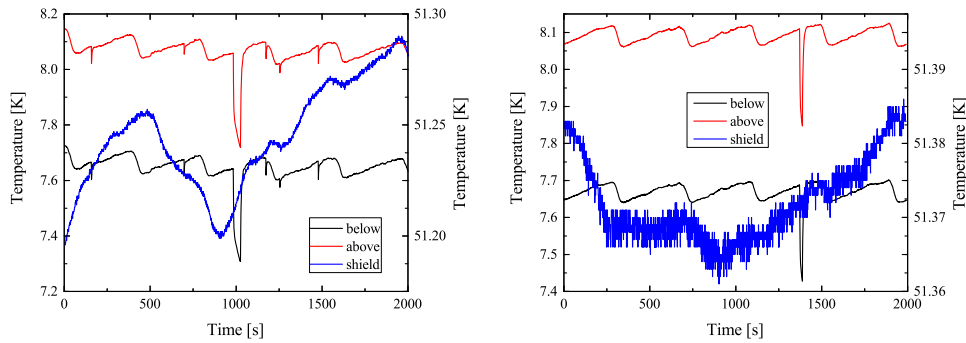 8.2
8.0
7.8
7.6
7.4
7.2
Temperature [K]
0
500
1000
1500
2000
Time [s]
51.30
51.25
51.20
Temperature [K]
below
above
shield
8.1
8.0
7.9
7.8
7.7
7.6
7.5
7.4
Temperature [K]
0
500
1000
1500
2000
Time [s]
51.39
51.38
51.37
51.36
Temperature [K]
below
above
shield